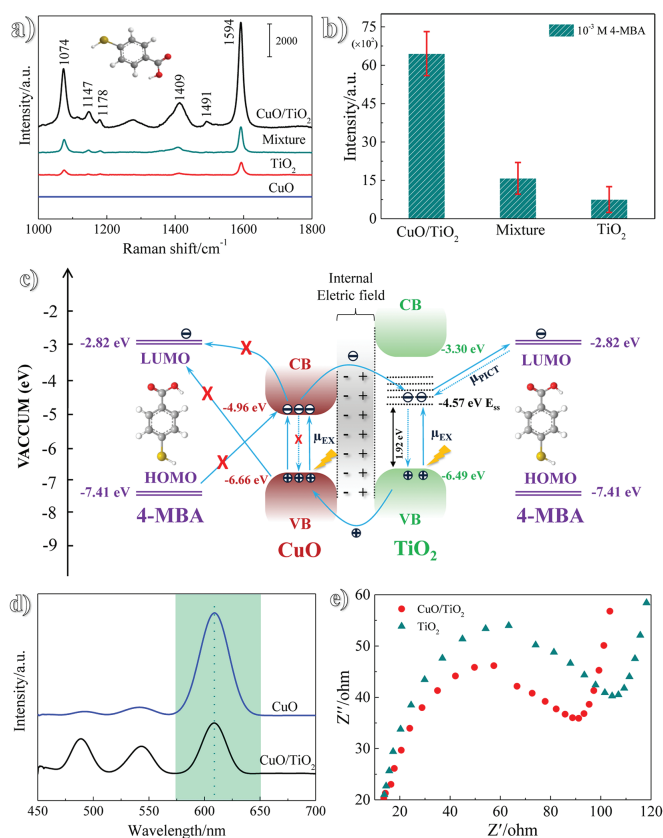 a)
1074
1147
1178
1409
1491
1594
2000
CuO/TiO2
Mixture
TiO2
CuO
Intensity/a.u.
1000 1200 1400 1600 1800
Raman shift/cm-1
b)
10-3 M 4-MBA
75
(×102)
60
45
30
15
0
Intensity/a.u.
CuO/TiO2 Mixture TiO2
c)
Internal
Eletric field
VACCUM (eV)
-2
-3
-4
-5
-6
-7
-8
-9
-2.82 eV
LUMO
HOMO
-7.41 eV
4-MBA
X
X
X
X
CB
-4.96 eV
μEX
-6.66 eV
VB
CuO
- +
- +
- +
- +
- +
- +
- +
CB
-3.30 eV
μPICT
-4.57 eV Ess
1.92 eV
μEX
-6.49 eV
VB
TiO2
-2.82 eV
LUMO
HOMO
-7.41 eV
4-MBA
d)
Intensity/a.u.
CuO
CuO/TiO2
450 500 550 600 650 700
Wavelength/nm
e)
CuO/TiO2
TiO2
60
50
40
30
20
Z''/ohm
20 40 60 80 100 120
Z'/ohm